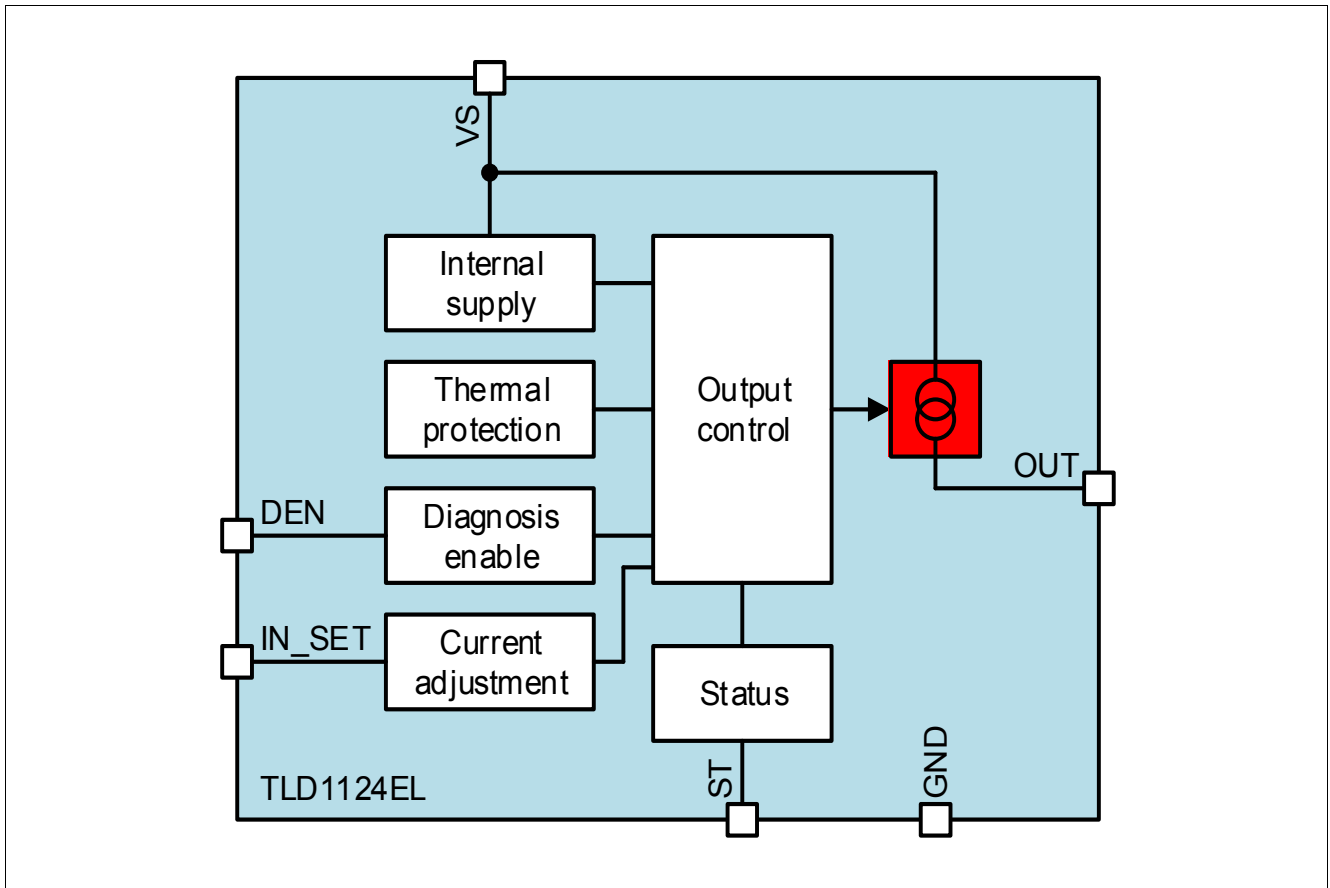 VS
Internal
supply
Thermal
protection
Output
control
OUT
DEN
Diagnosis
enable
IN_SET
Current
adjustment
Status
ST
GND
TLD1124EL